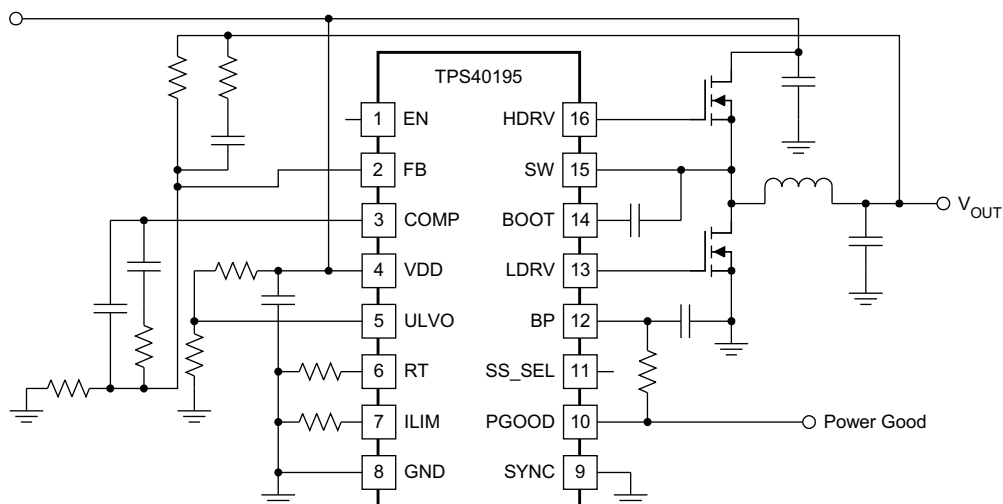 TPS40195
1 EN
2 FB
3 COMP
4 VDD
5 ULVO
6 RT
7 ILIM
8 GND
HDRV 16
SW 15
BOOT 14
LDRV 13
BP 12
SS_SEL 11
PGOOD 10
SYNC 9
VOUT
Power Good